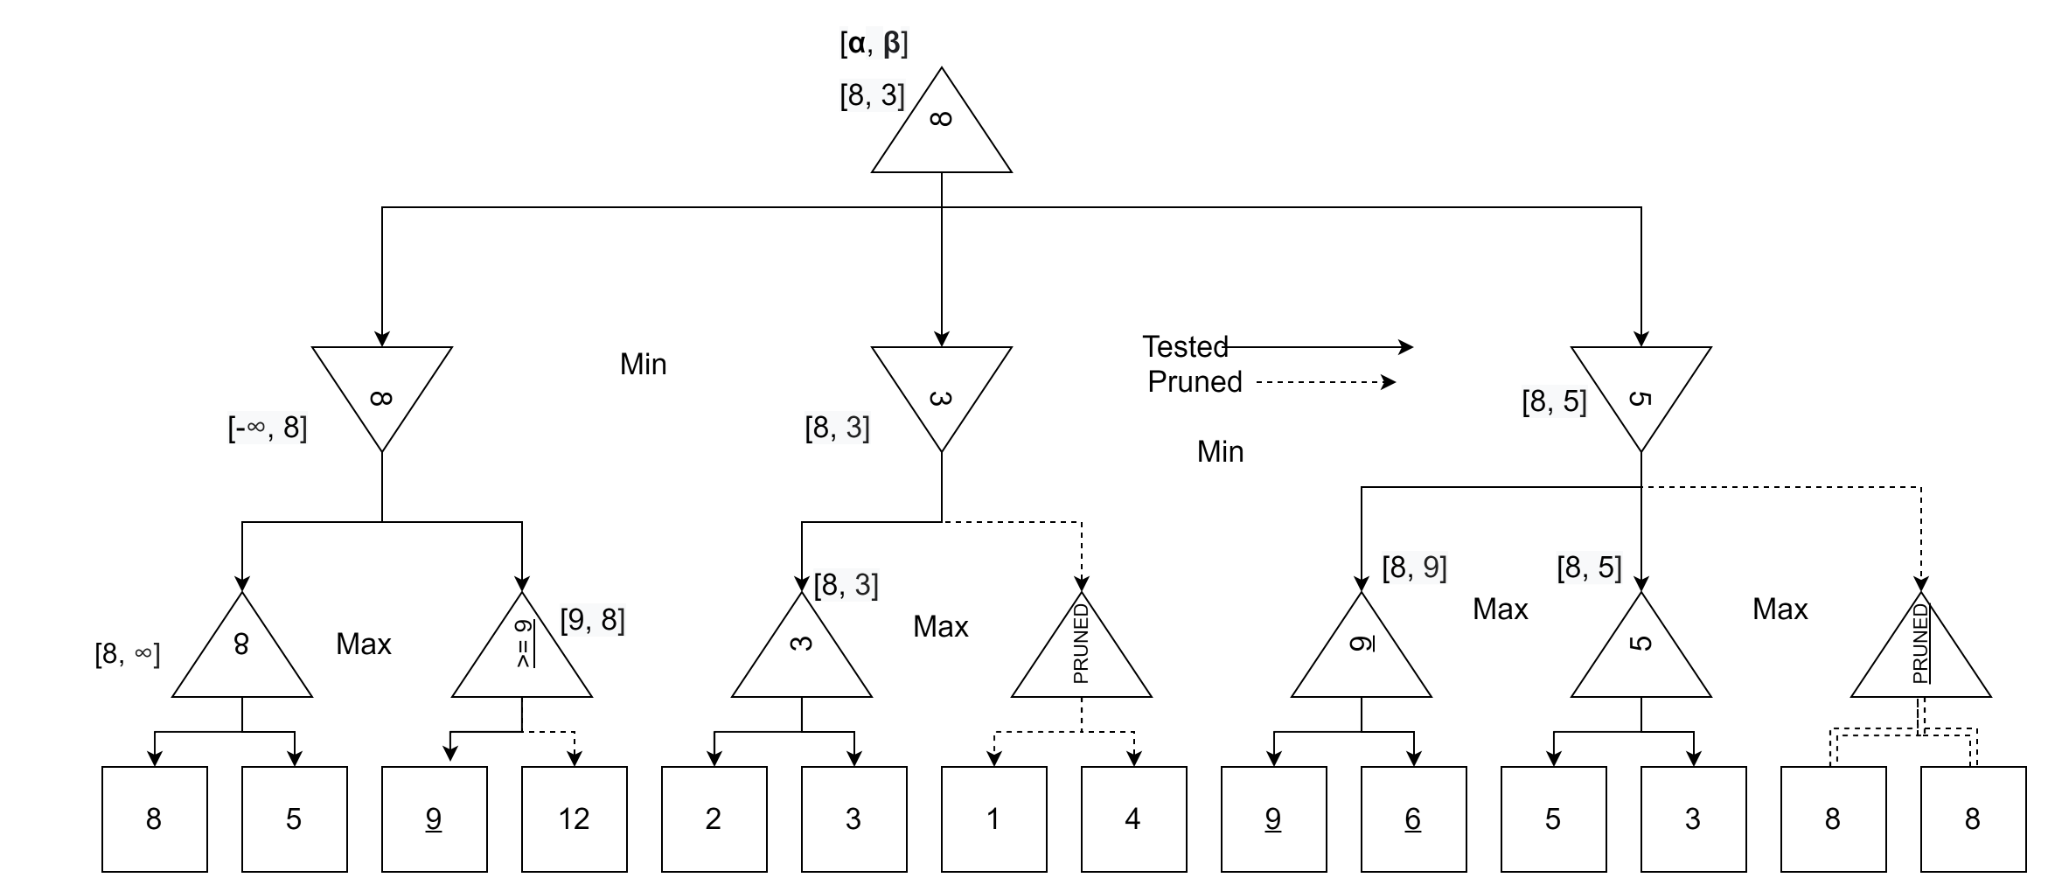 [α, β]
[8, 3]
8
Min
Tested
Pruned
8
3
5
[-∞, 8]
[8, 3]
[8, 5]
Min
[8, 3]
[8, 9]
[8, 5]
[9, 8]
Max
Max
Max
Max
[8, ∞]
8
>= 9
3
PRUNED
9
5
PRUNED
8
5
9
12
2
3
1
4
9
6
5
3
8
8